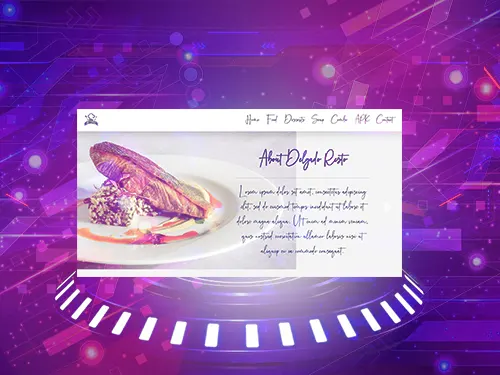 Home Food Desserts Soup Combo APK Contact
About Delgado Resto
Lorem ipsum dolor sit amet, consectetur adipiscing
elit, sed do eiusmod tempor incididunt ut labore et
dolore magna aliqua. Ut enim ad minim veniam,
quis nostrud exercitation ullamco laboris nisi ut
aliquip ex ea commodo consequat.